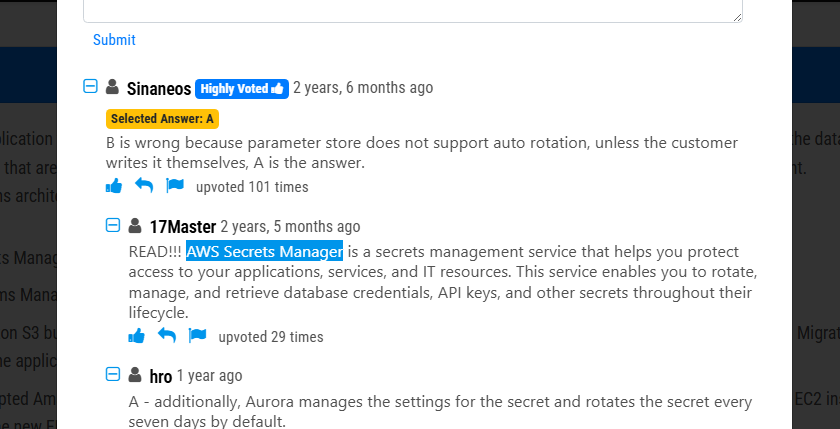 Submit
Sinaneos Highly Voted 2 years, 6 months ago
Selected Answer: A
B is wrong because parameter store does not support auto rotation, unless the customer
writes it themselves, A is the answer.
upvoted 101 times
17Master 2 years, 5 months ago
READ!!! AWS Secrets Manager is a secrets management service that helps you protect
access to your applications, services, and IT resources. This service enables you to rotate,
manage, and retrieve database credentials, API keys, and other secrets throughout their
lifecycle.
upvoted 29 times
hro 1 year ago
A - additionally, Aurora manages the settings for the secret and rotates the secret every
seven days by default.